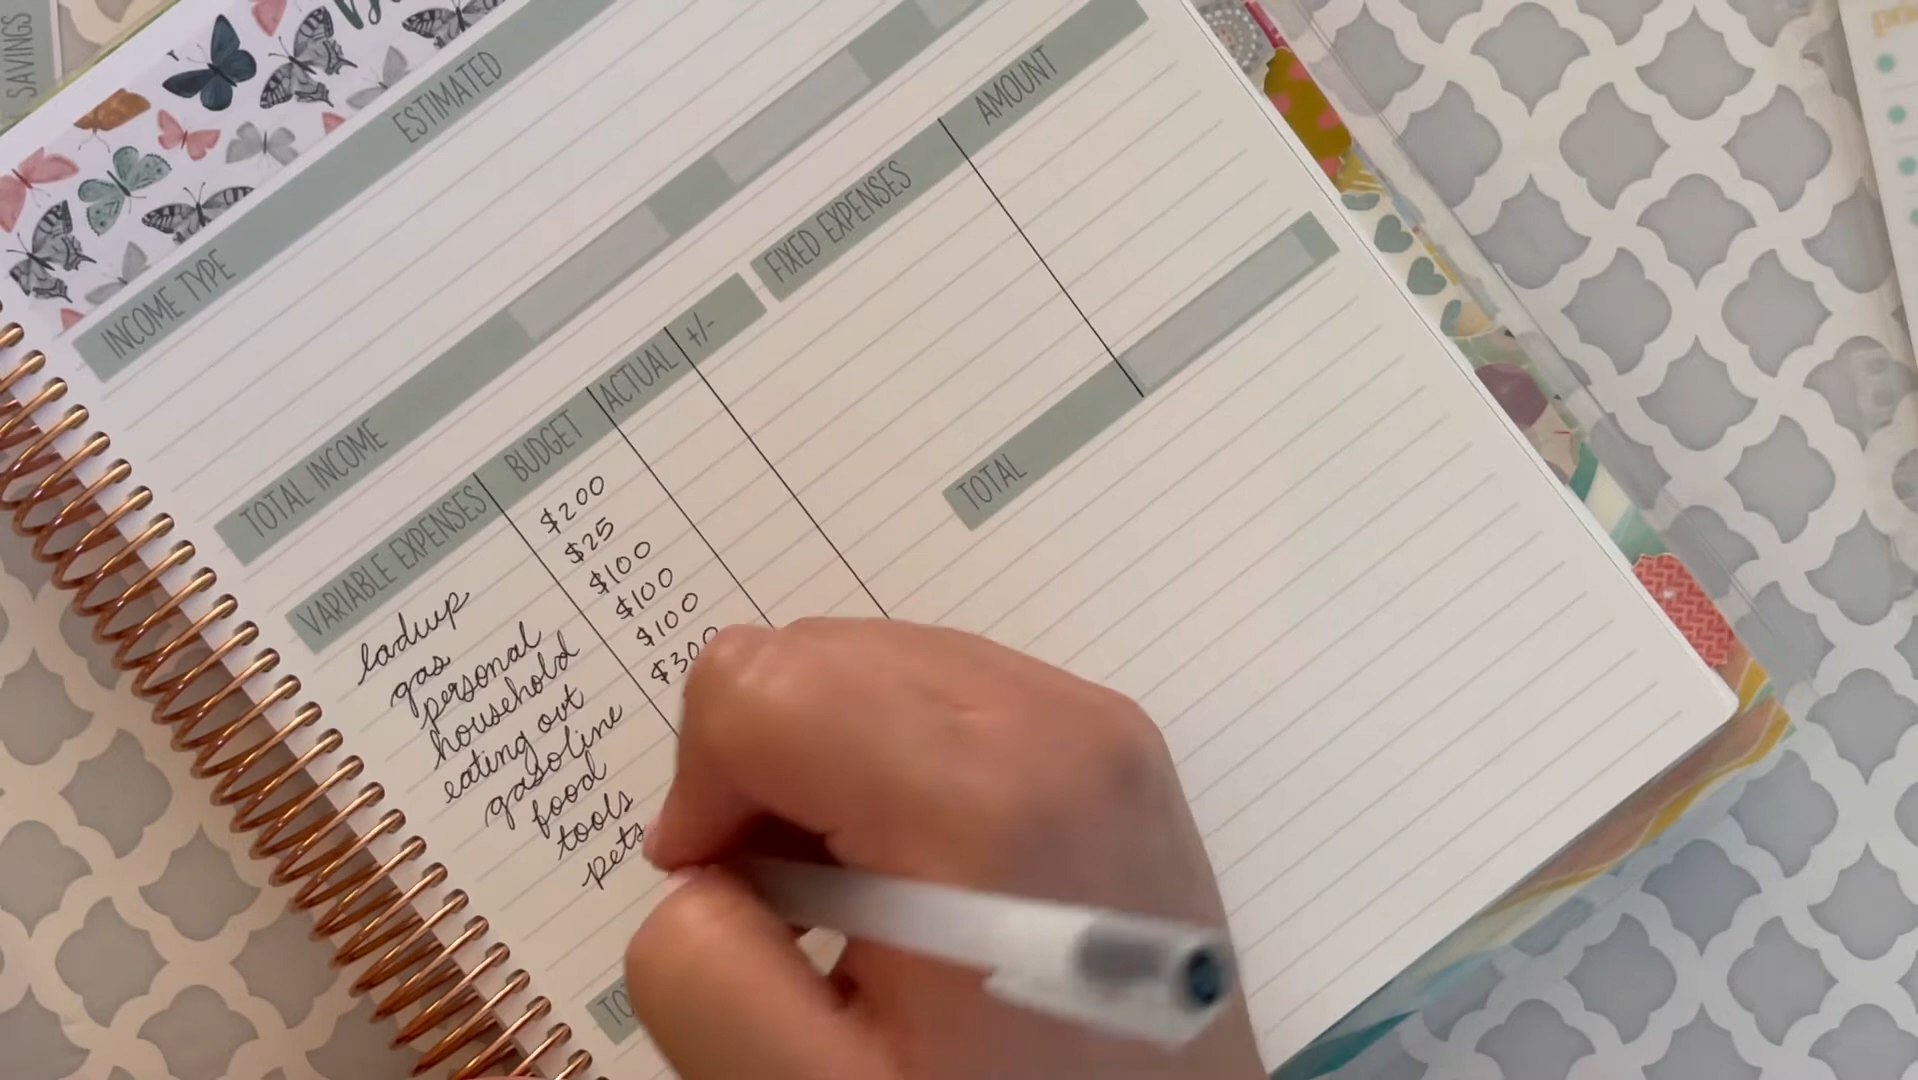 SAVINGS
INCOME TYPE ESTIMATED
TOTAL INCOME
VARIABLE EXPENSES BUDGET ACTUAL +/-
FIXED EXPENSES AMOUNT
ladwp $200
gas $25
personal $100
household $100
eating out $100
gasoline $300
food
tools
pets
TOTAL